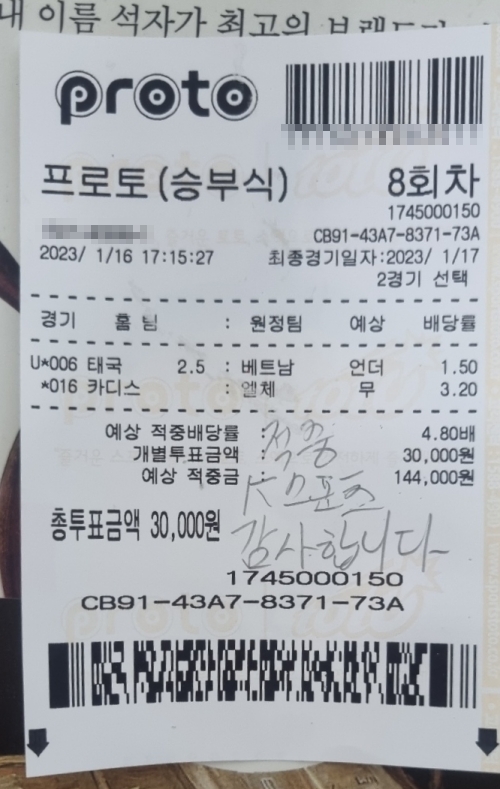 내 이름 석자가 최고의 브랜드
proto
프로토(승부식) 8회차
1745000150
CB91-43A7-8371-73A
2023/ 1/16 17:15:27 최종경기일자:2023/ 1/17
2경기 선택
경기 홈 팀 : 원정팀 예상 배당률
U*006 태국 2.5 : 베트남 언더 1.50
*016 카디스 : 엘체 무 3.20
예상 적중배당률 : 4.80배
개별투표금액 : 30,000원
예상 적중금 : 144,000원
적중
K스포츠
총투표금액 30,000원
감사합니다
1745000150
CB91-43A7-8371-73A